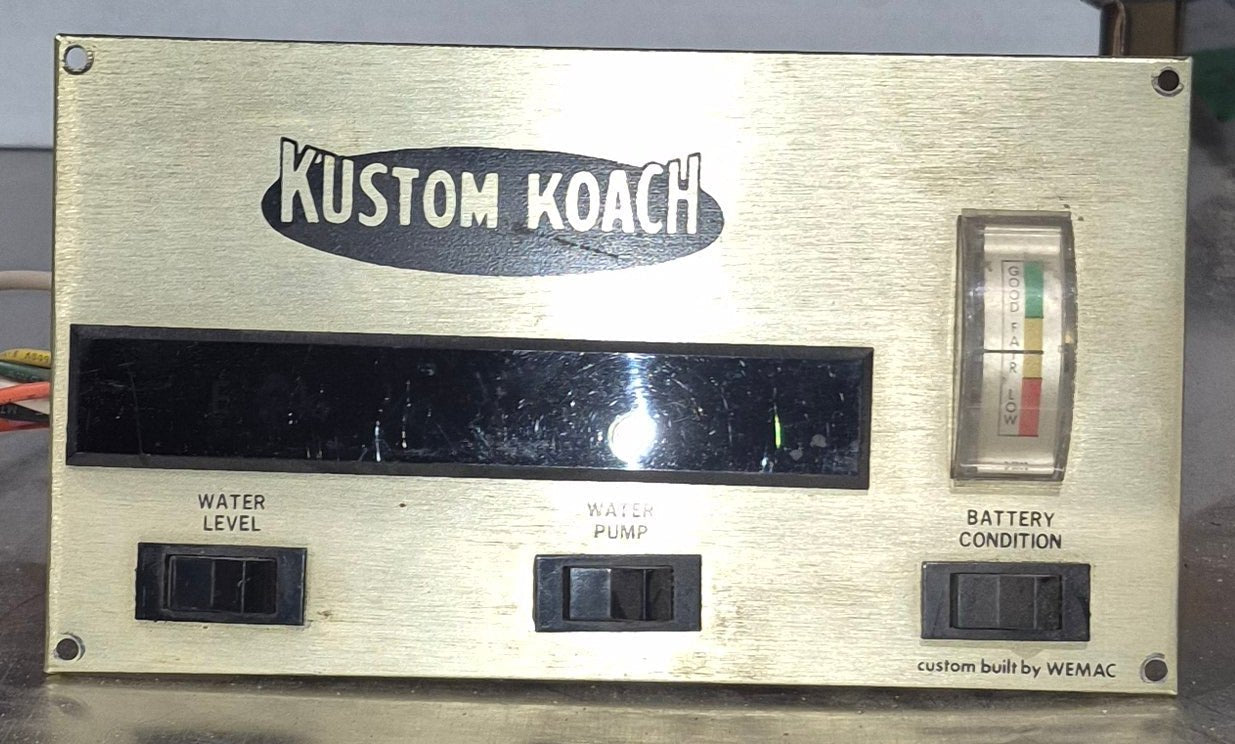 KUSTOM KOACH
GOOD
FAIR
LOW
WATER
LEVEL
WATER
PUMP
BATTERY
CONDITION
custom built by WEMAC